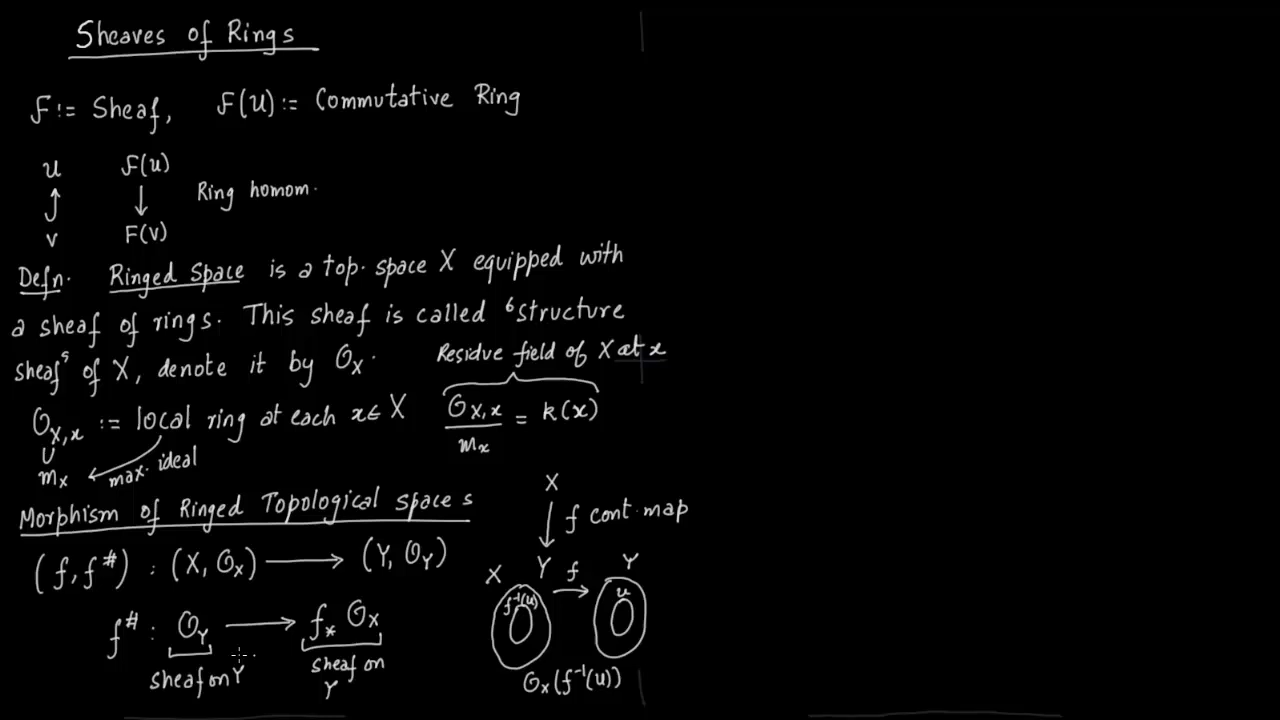 Sheaves of Rings
F := Sheaf, F(U) := Commutative Ring
U F(U)
Ring homom.
V F(V)
Defn. Ringed Space is a top. space X equipped with
a sheaf of rings. This sheaf is called 'structure
sheaf' of X, denote it by O_X.
Residue field of X at x
O_{X,x} := local ring at each x ∈ X
O_{X,x} / m_x = k(x)
∪
m_x ← max. ideal
Morphism of Ringed Topological spaces
(f, f^#) : (X, O_X) → (Y, O_Y)
f^# : O_Y → f_* O_X
sheaf on Y
sheaf on
Y
X
↓ f cont. map
Y
X f Y
f^{-1}(U) U
O_X(f^{-1}(U))